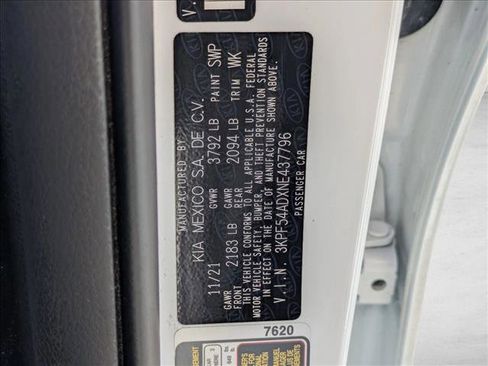 MANUFACTURED BY
KIA MEXICO S.A. DE C.V.
11/21 GVWR 3792 LB PAINT SWP
GAWR FRONT 2183 LB GAWR REAR 2094 LB TRIM WK
THIS VEHICLE CONFORMS TO ALL APPLICABLE U.S.A. FEDERAL
MOTOR VEHICLE SAFETY, BUMPER, AND THEFT PREVENTION STANDARDS
IN EFFECT ON THE DATE OF MANUFACTURE SHOWN ABOVE.
V.I.N. 3KPF54ADXNE437796
PASSENGER CAR
7620